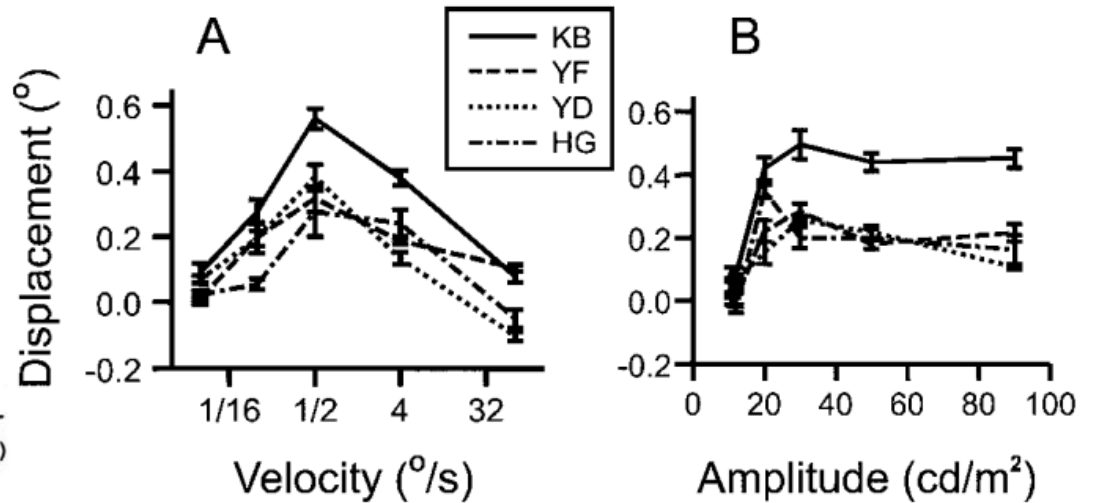 A
B
KB
YF
YD
HG
Displacement (°)
0.6
0.4
0.2
0.0
-0.2
1/16 1/2 4 32
Velocity (°/s)
0.6
0.4
0.2
0.0
-0.2
0 20 40 60 80 100
Amplitude (cd/m²)